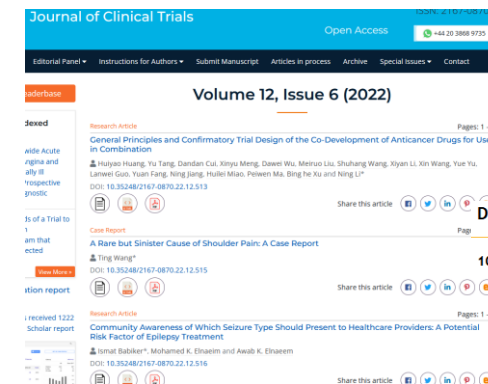 Journal of Clinical Trials
ISSN: 2167-0870
Open Access
+44 20 3868 9735
Editorial Panel
Instructions for Authors
Submit Manuscript
Articles in process
Archive
Special Issues
Contact
Volume 12, Issue 6 (2022)
Research Article
Pages: 1 -
General Principles and Confirmatory Trial Design of the Co-Development of Anticancer Drugs for Use
in Combination
Huiyao Huang, Yu Tang, Dandan Cui, Xinyu Meng, Dawei Wu, Meiruo Liu, Shuhang Wang, Xiyan Li, Xin Wang, Yue Yu,
Lanwei Guo, Yuan Fang, Ning Jiang, Huilei Miao, Peiwen Ma, Bing he Xu and Ning Li*
DOI: 10.35248/2167-0870.22.12.513
Share this article
Case Report
A Rare but Sinister Cause of Shoulder Pain: A Case Report
Ting Wang*
DOI: 10.35248/2167-0870.22.12.515
Share this article
Research Article
Pages: 1 -
Community Awareness of Which Seizure Type Should Present to Healthcare Providers: A Potential
Risk Factor of Epilepsy Treatment
Ismat Babiker*, Mohamed K. Elnaeim and Awab K. Elnaeem
DOI: 10.35248/2167-0870.22.12.516
Share this article
dexed
wide Acute
ngina and
ally Ill
Prospective
gnostic
ds of a Trial to
am that
ected
View More
tion report
received 1222
Scholar report
D
10